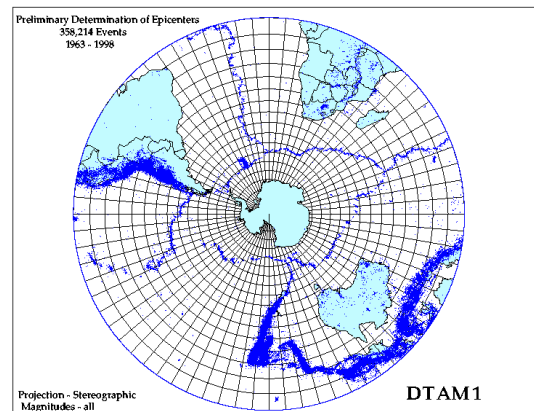 Preliminary Determination of Epicenters
358,214 Events
1963 - 1998
Projection - Stereographic
Magnitudes - all
DTAM1